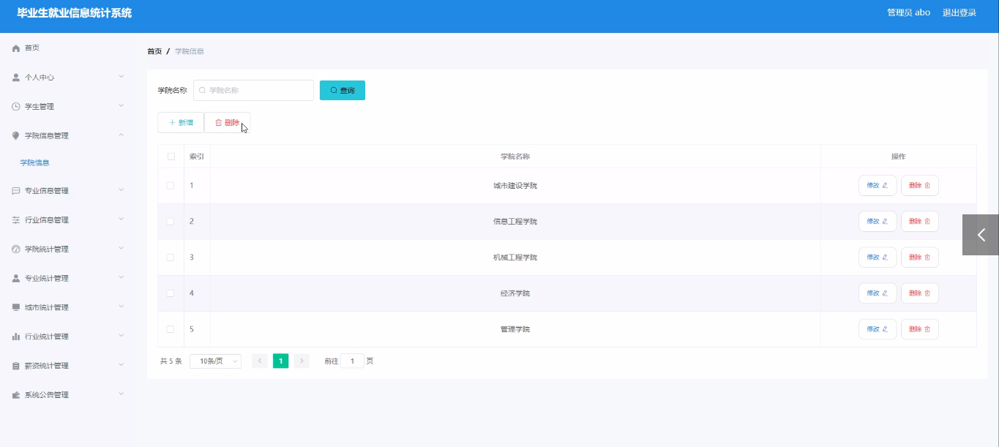 毕业生就业信息统计系统
管理员 abo 退出登录
首页
个人中心
学生管理
学院信息管理
学院信息
专业信息管理
行业信息管理
学院统计管理
专业统计管理
城市统计管理
行业统计管理
薪资统计管理
系统公告管理
首页 / 学院信息
学院名称 学院名称 查询
新增 删除
索引 学院名称 操作
1 城市建设学院 修改 删除
2 信息工程学院 修改 删除
3 机械工程学院 修改 删除
4 经济学院 修改 删除
5 管理学院 修改 删除
共 5 条 10条/页 1 前往 1 页